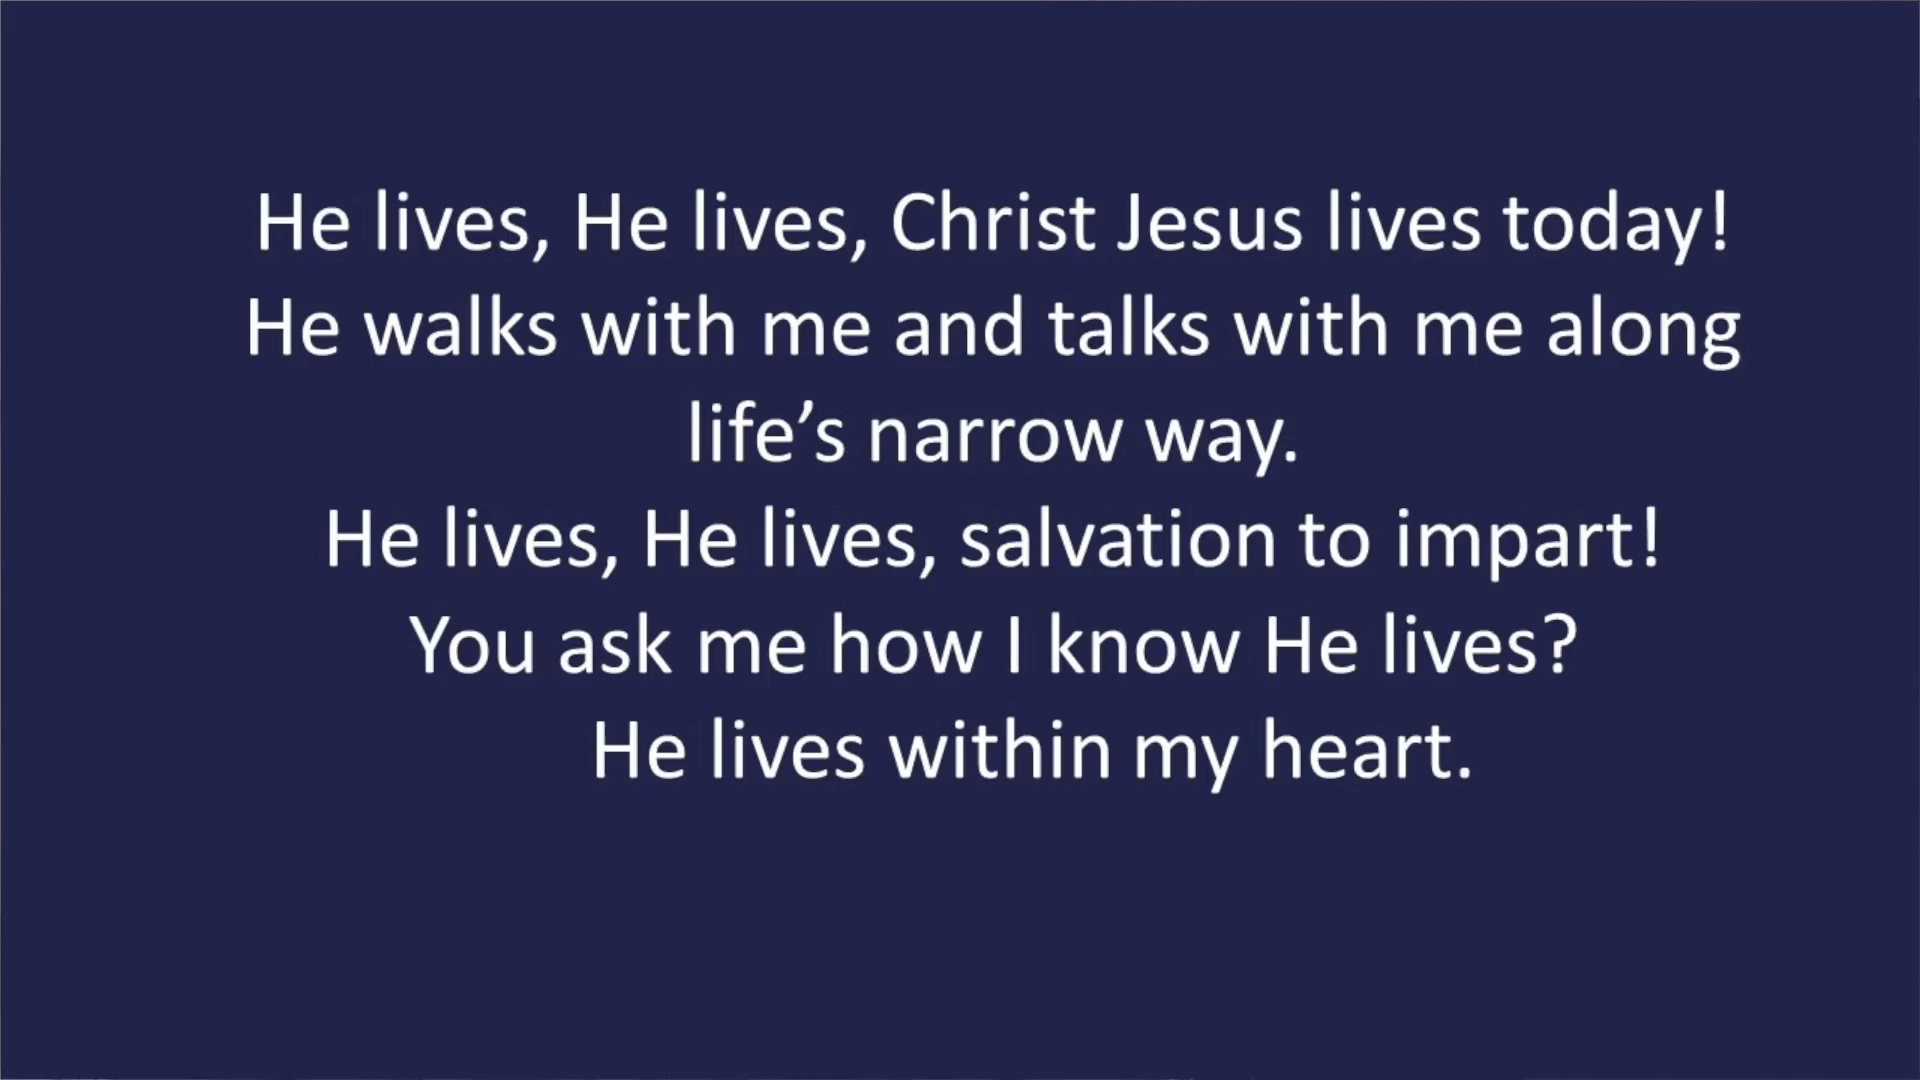 He lives, He lives, Christ Jesus lives today!
He walks with me and talks with me along
life’s narrow way.
He lives, He lives, salvation to impart!
You ask me how I know He lives?
He lives within my heart.